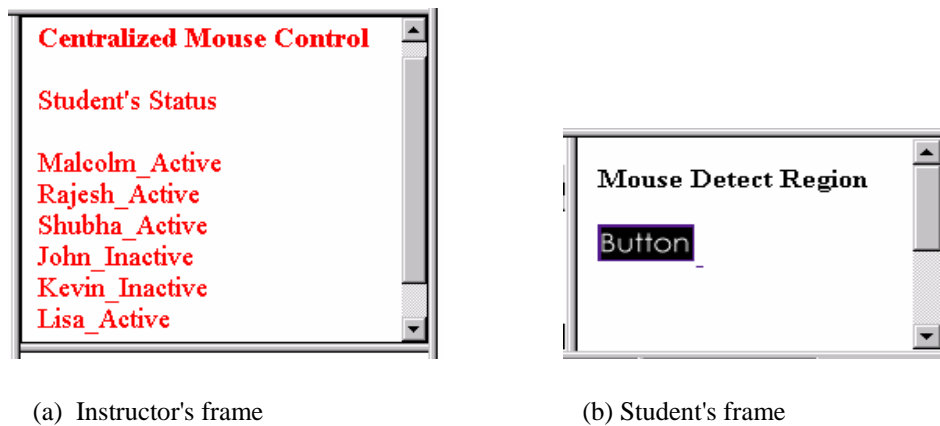 Centralized Mouse Control
Student's Status
Malcolm_Active
Rajesh_Active
Shubha_Active
John_Inactive
Kevin_Inactive
Lisa_Active
Mouse Detect Region
Button
(a) Instructor's frame
(b) Student's frame